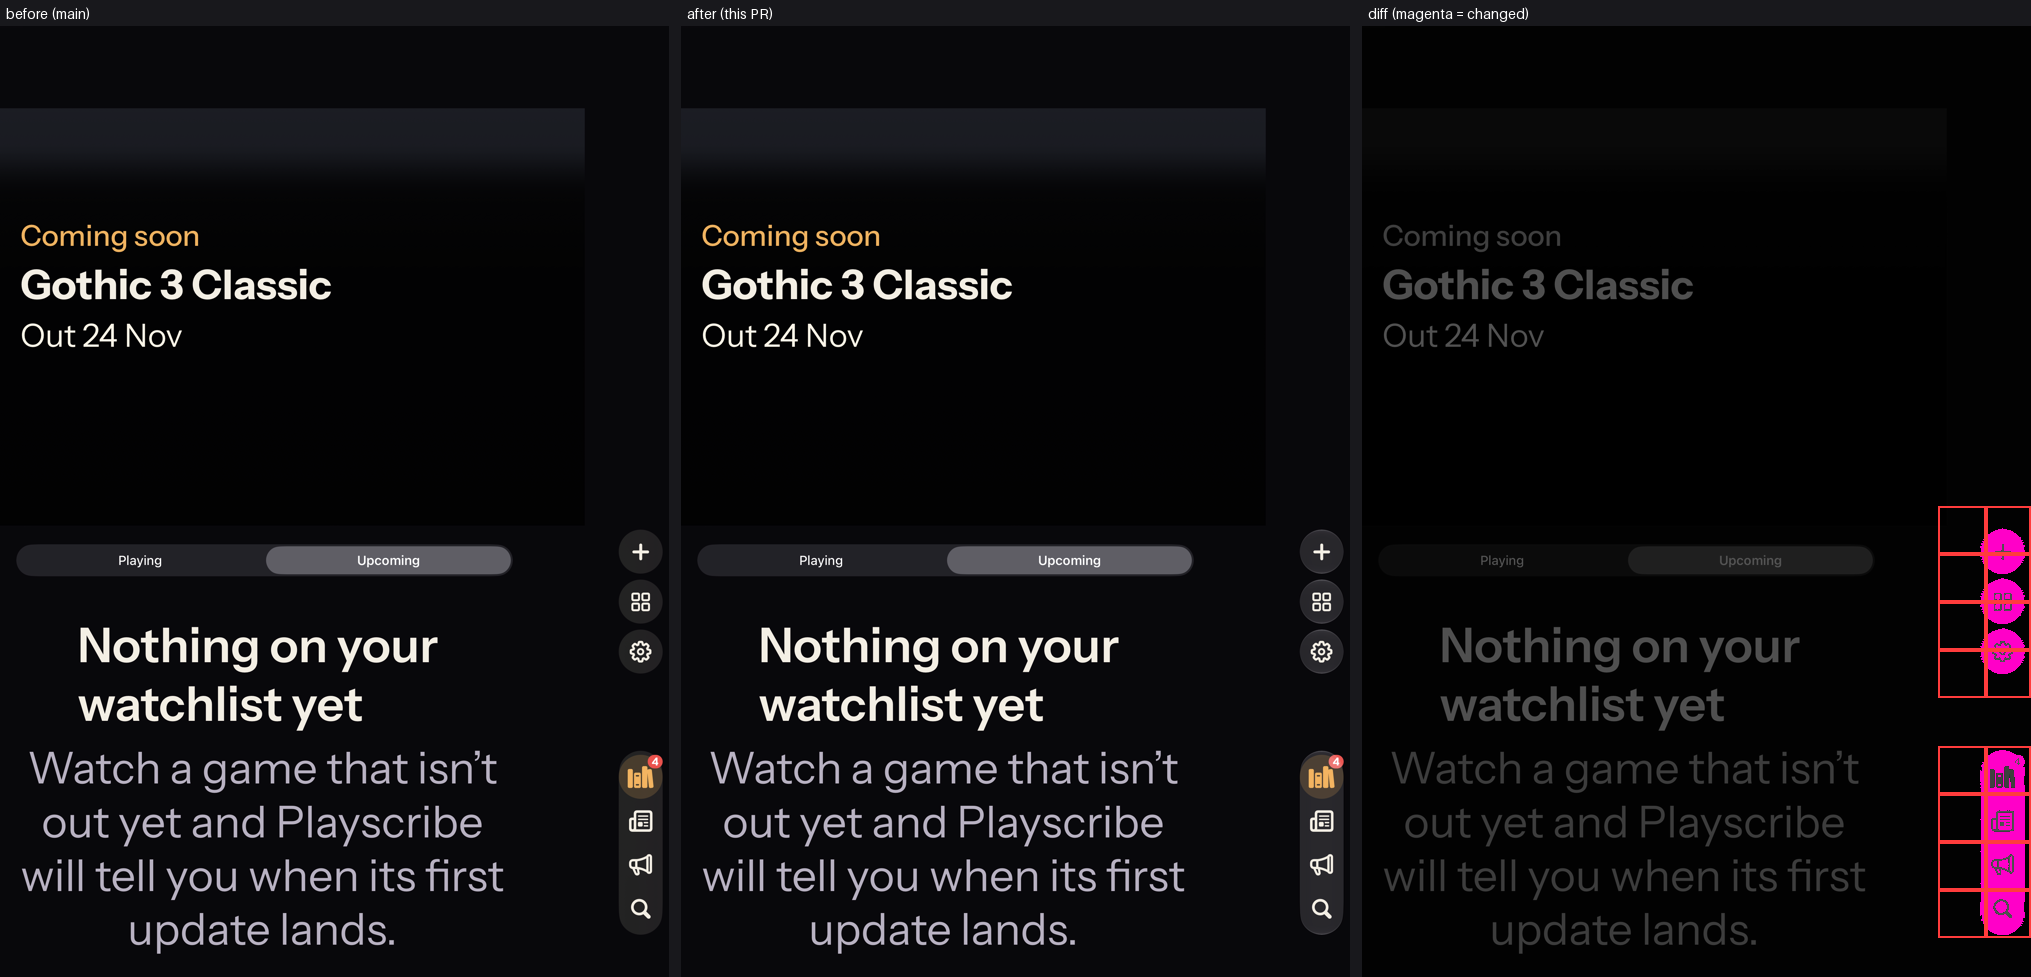 before (main)
Coming soon
Gothic 3 Classic
Out 24 Nov
Playing
Upcoming
Nothing on your
watchlist yet
4
Watch a game that isn’t
out yet and Playscribe
will tell you when its first
update lands.
after (this PR)
Coming soon
Gothic 3 Classic
Out 24 Nov
Playing
Upcoming
Nothing on your
watchlist yet
4
Watch a game that isn’t
out yet and Playscribe
will tell you when its first
update lands.
diff (magenta = changed)
Coming soon
Gothic 3 Classic
Out 24 Nov
Playing
Upcoming
Nothing on your
watchlist yet
Watch a game that isn’t
out yet and Playscribe
will tell you when its first
update lands.